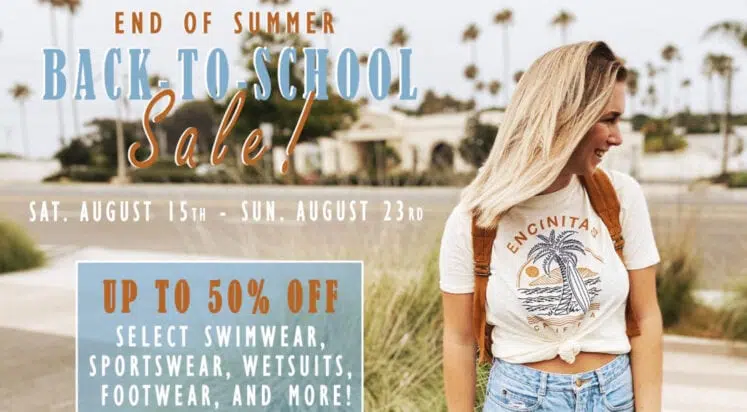 END OF SUMMER
BACK-TO-SCHOOL
Sale!
SAT. AUGUST 15TH - SUN. AUGUST 23RD
UP TO 50% OFF
SELECT SWIMWEAR,
SPORTSWEAR, WETSUITS,
FOOTWEAR, AND MORE!
ENCINITAS
CALIFORNIA